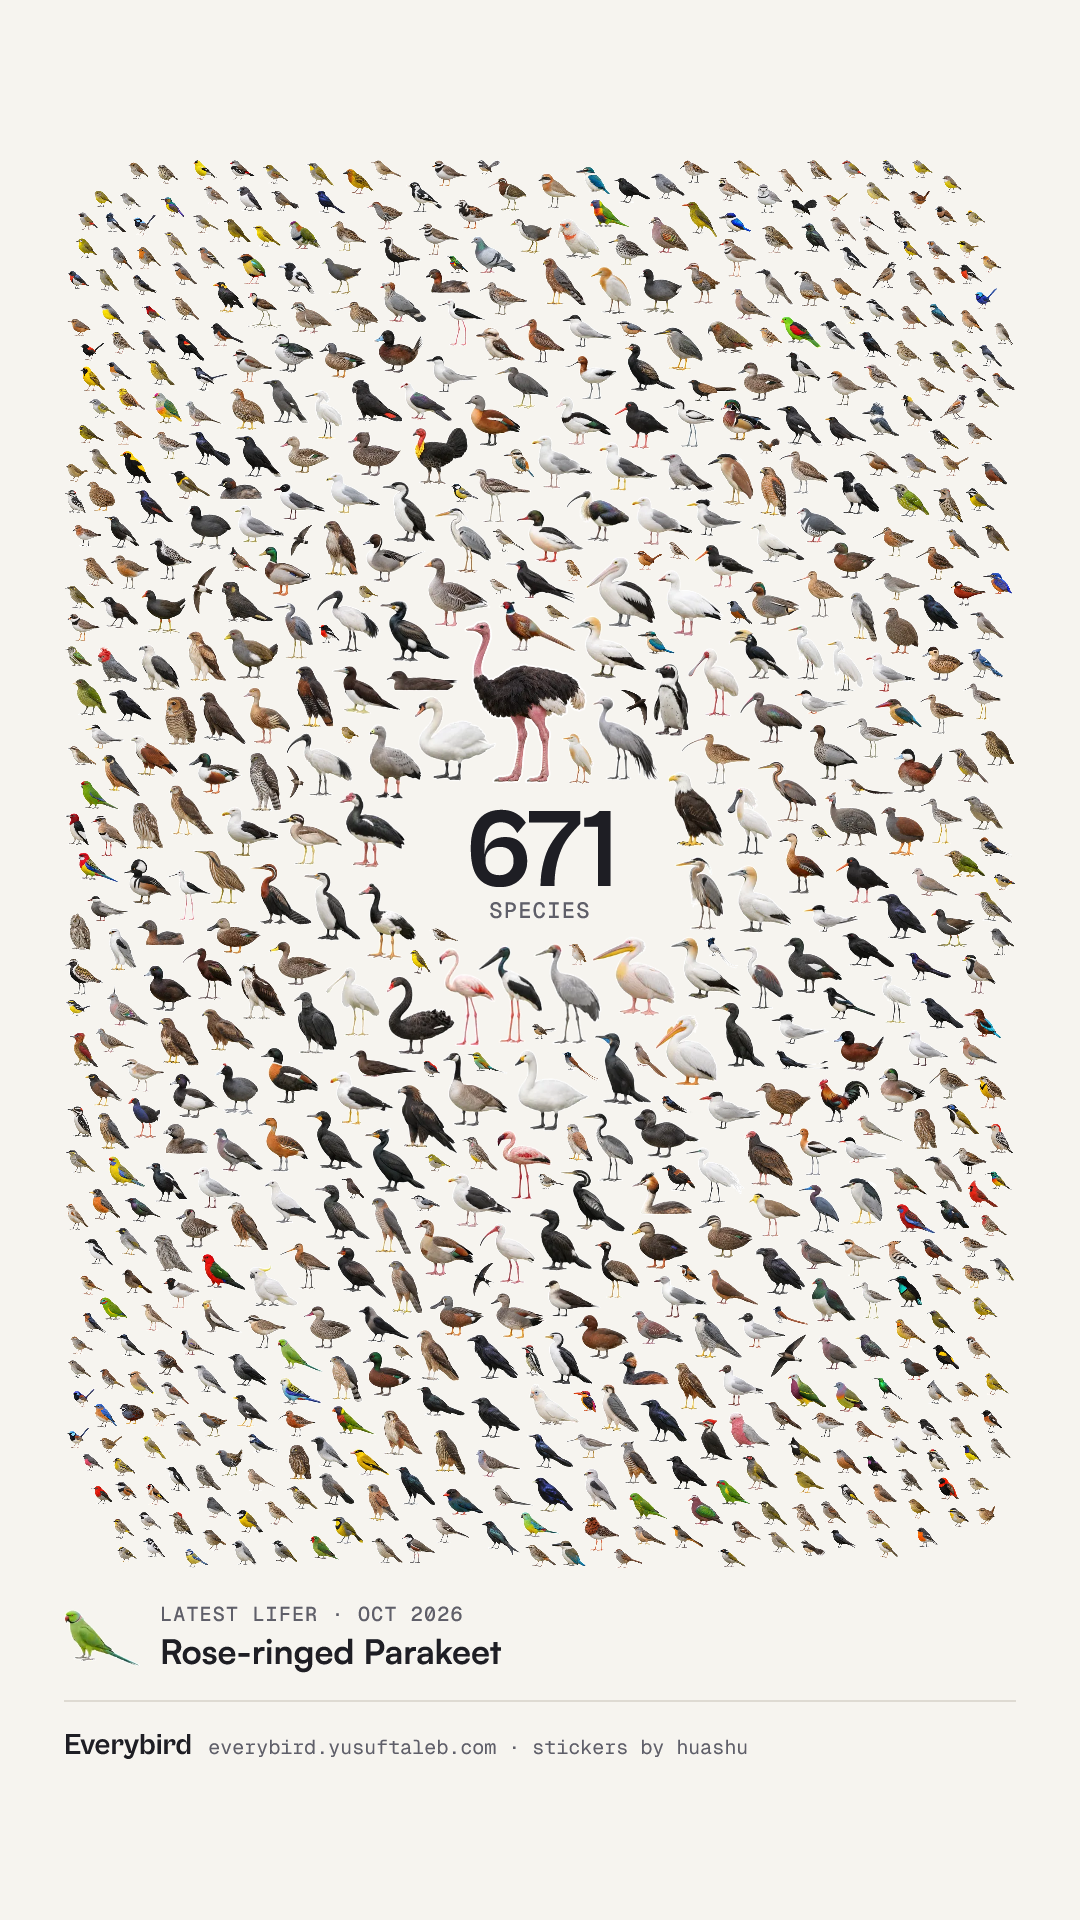 671
SPECIES
LATEST LIFER · OCT 2026
Rose-ringed Parakeet
Everybird everybird.yusuftaleb.com · stickers by huashu